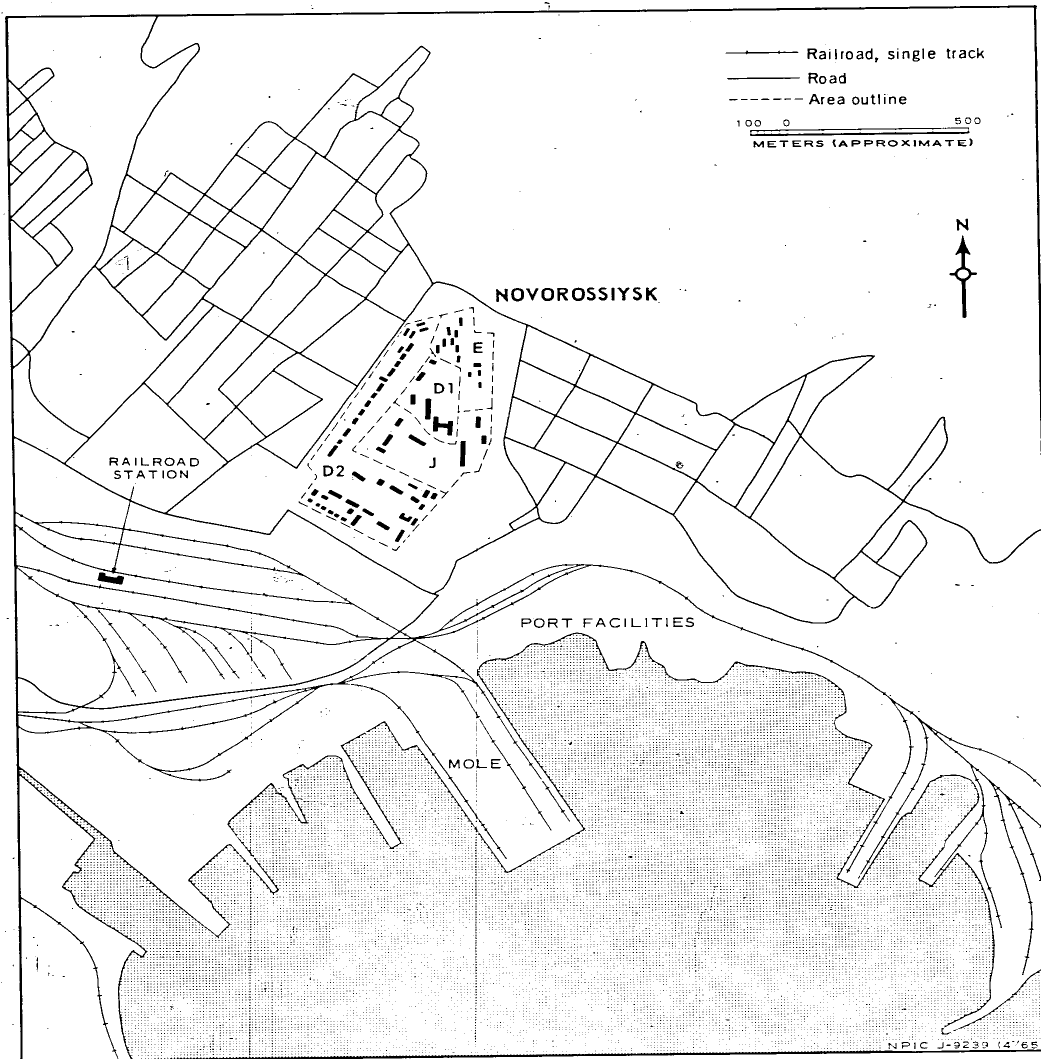 Railroad, single track
Road
Area outline
100 0 500
METERS (APPROXIMATE)
N
NOVOROSSIYSK
E
D1
J
D2
RAILROAD
STATION
PORT FACILITIES
MOLE
NPIC J-9239 (4/65